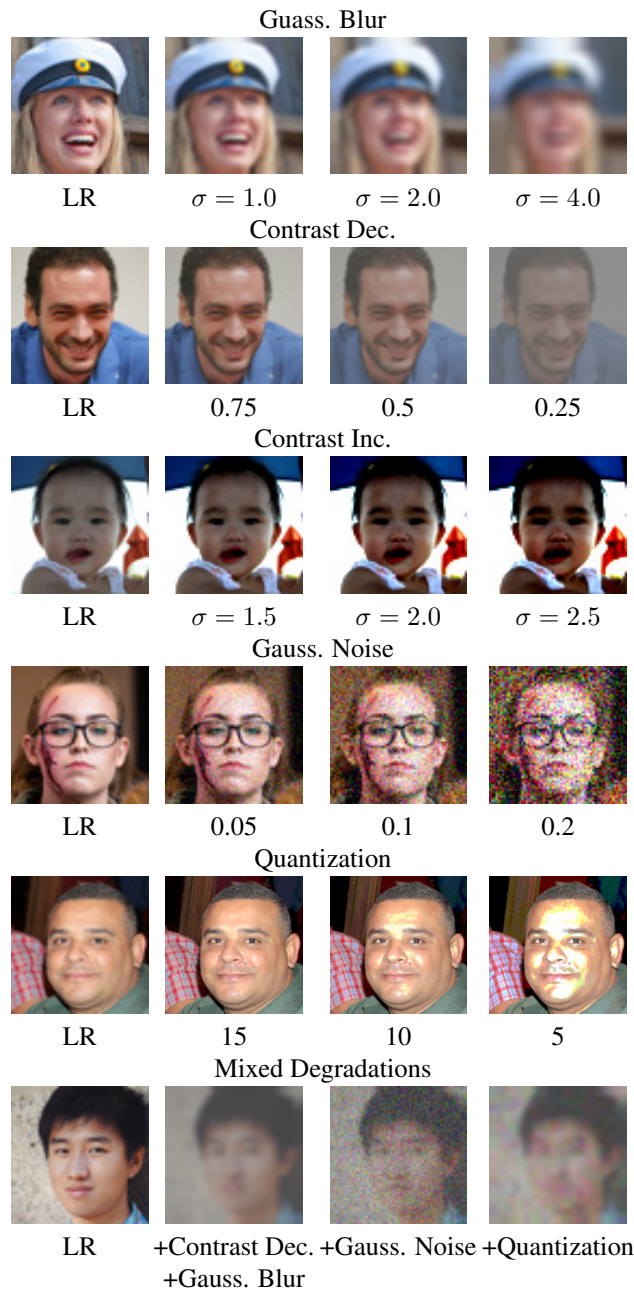 Guass. Blur
LR σ = 1.0 σ = 2.0 σ = 4.0
Contrast Dec.
LR 0.75 0.5 0.25
Contrast Inc.
LR σ = 1.5 σ = 2.0 σ = 2.5
Gauss. Noise
LR 0.05 0.1 0.2
Quantization
LR 15 10 5
Mixed Degradations
LR +Contrast Dec. +Gauss. Noise +Quantization
+Gauss. Blur